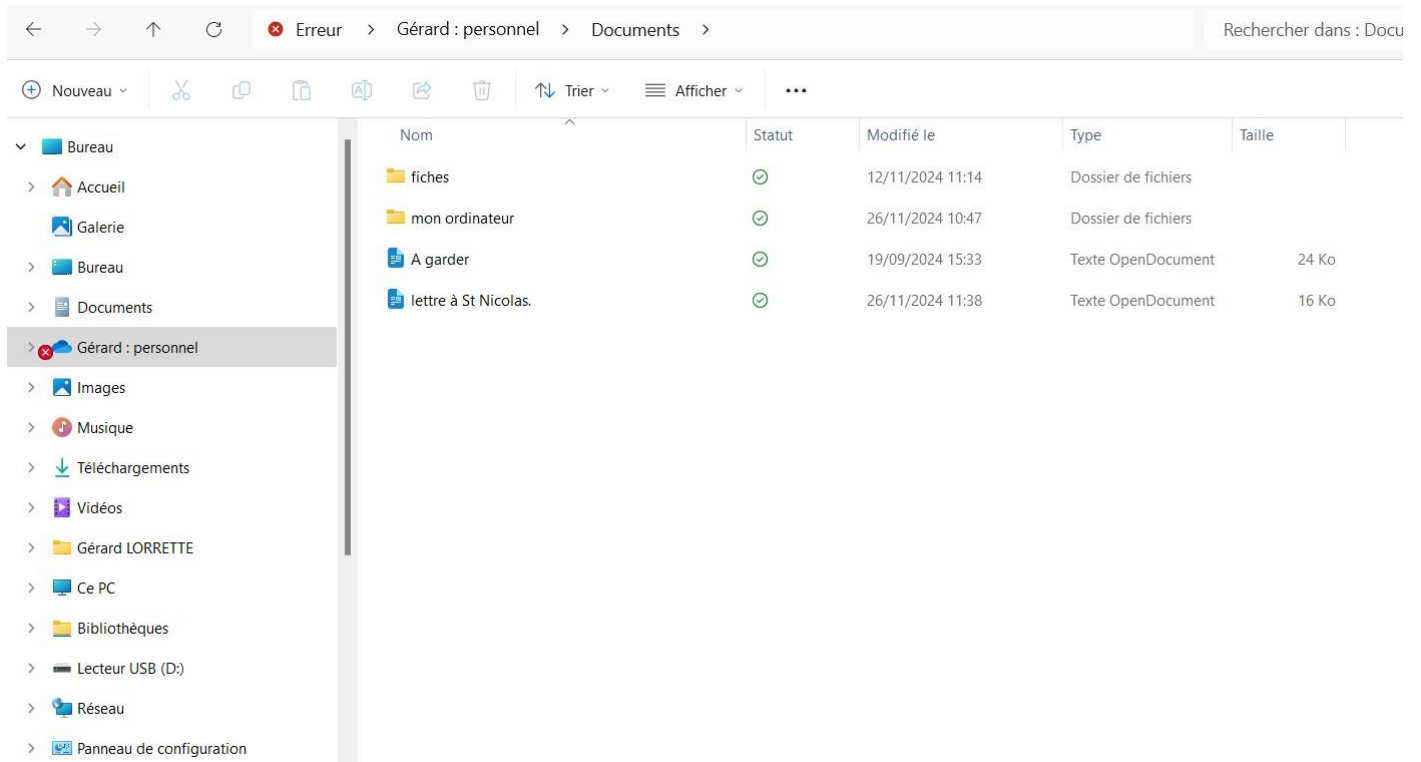 Erreur > Gérard : personnel > Documents > Rechercher dans : Docu
Nouveau Trier Afficher ...
Nom Statut Modifié le Type Taille
Bureau
Accueil
Galerie
Bureau
Documents
Gérard : personnel
Images
Musique
Téléchargements
Vidéos
Gérard LORRETTE
Ce PC
Bibliothèques
Lecteur USB (D:)
Réseau
Panneau de configuration
fiches 12/11/2024 11:14 Dossier de fichiers
mon ordinateur 26/11/2024 10:47 Dossier de fichiers
A garder 19/09/2024 15:33 Texte OpenDocument 24 Ko
lettre à St Nicolas. 26/11/2024 11:38 Texte OpenDocument 16 Ko